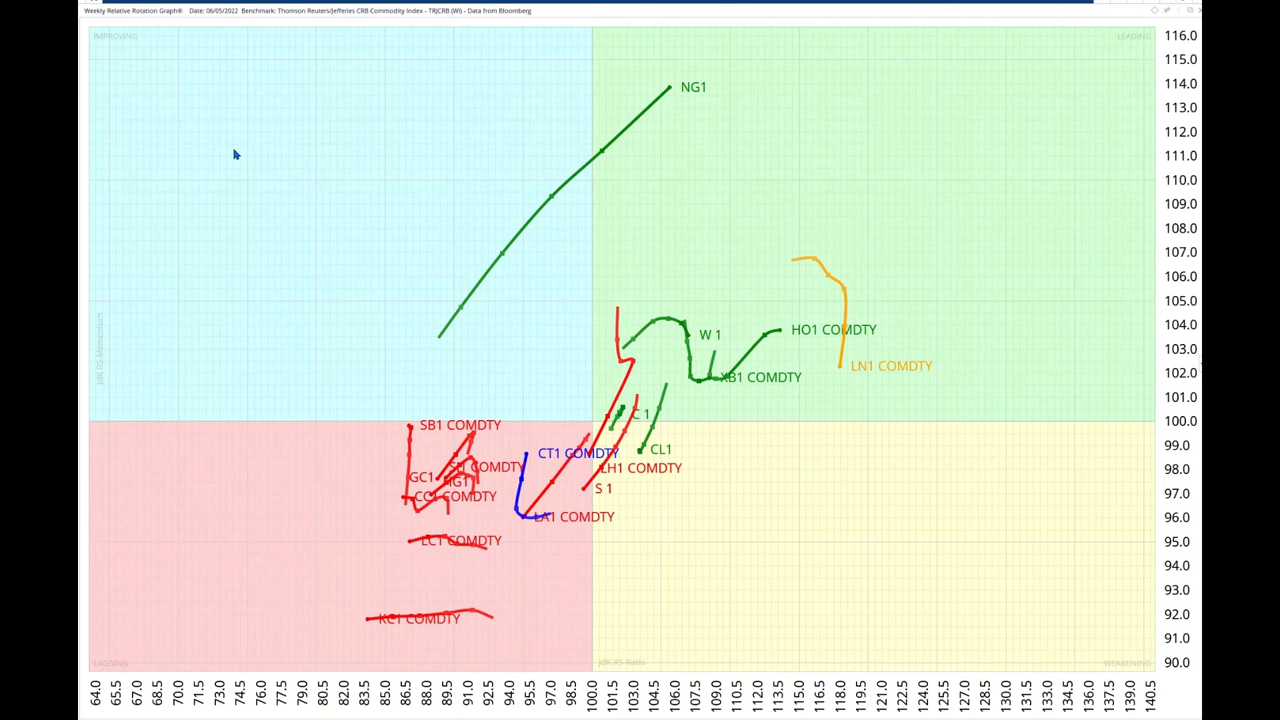 Weekly Relative Rotation Graph® Date: 06/05/2022 Benchmark: Thomson Reuters/Jefferies CRB Commodity Index - TRJCRB (WI) - Data from Bloomberg
IMPROVING
LEADING
116.0
115.0
114.0
113.0
112.0
111.0
110.0
109.0
108.0
107.0
106.0
105.0
104.0
103.0
102.0
101.0
100.0
99.0
98.0
97.0
96.0
95.0
94.0
93.0
92.0
91.0
90.0
NG1
W 1
HO1 COMDTY
LN1 COMDTY
XB1 COMDTY
JdK RS-Momentum
C 1
SB1 COMDTY
CT1 COMDTY
CL1
SI1 COMDTY
LH1 COMDTY
GC1
HG1
S 1
CC1 COMDTY
LA1 COMDTY
LC1 COMDTY
KC1 COMDTY
LAGGING
JdK RS-Ratio
WEAKENING
64.0 65.5 67.0 68.5 70.0 71.5 73.0 74.5 76.0 77.5 79.0 80.5 82.0 83.5 85.0 86.5 88.0 89.5 91.0 92.5 94.0 95.5 97.0 98.5 100.0 101.5 103.0 104.5 106.0 107.5 109.0 110.5 112.0 113.5 115.0 116.5 118.0 119.5 121.0 122.5 124.0 125.5 127.0 128.5 130.0 131.5 133.0 134.5 136.0 137.5 139.0 140.5